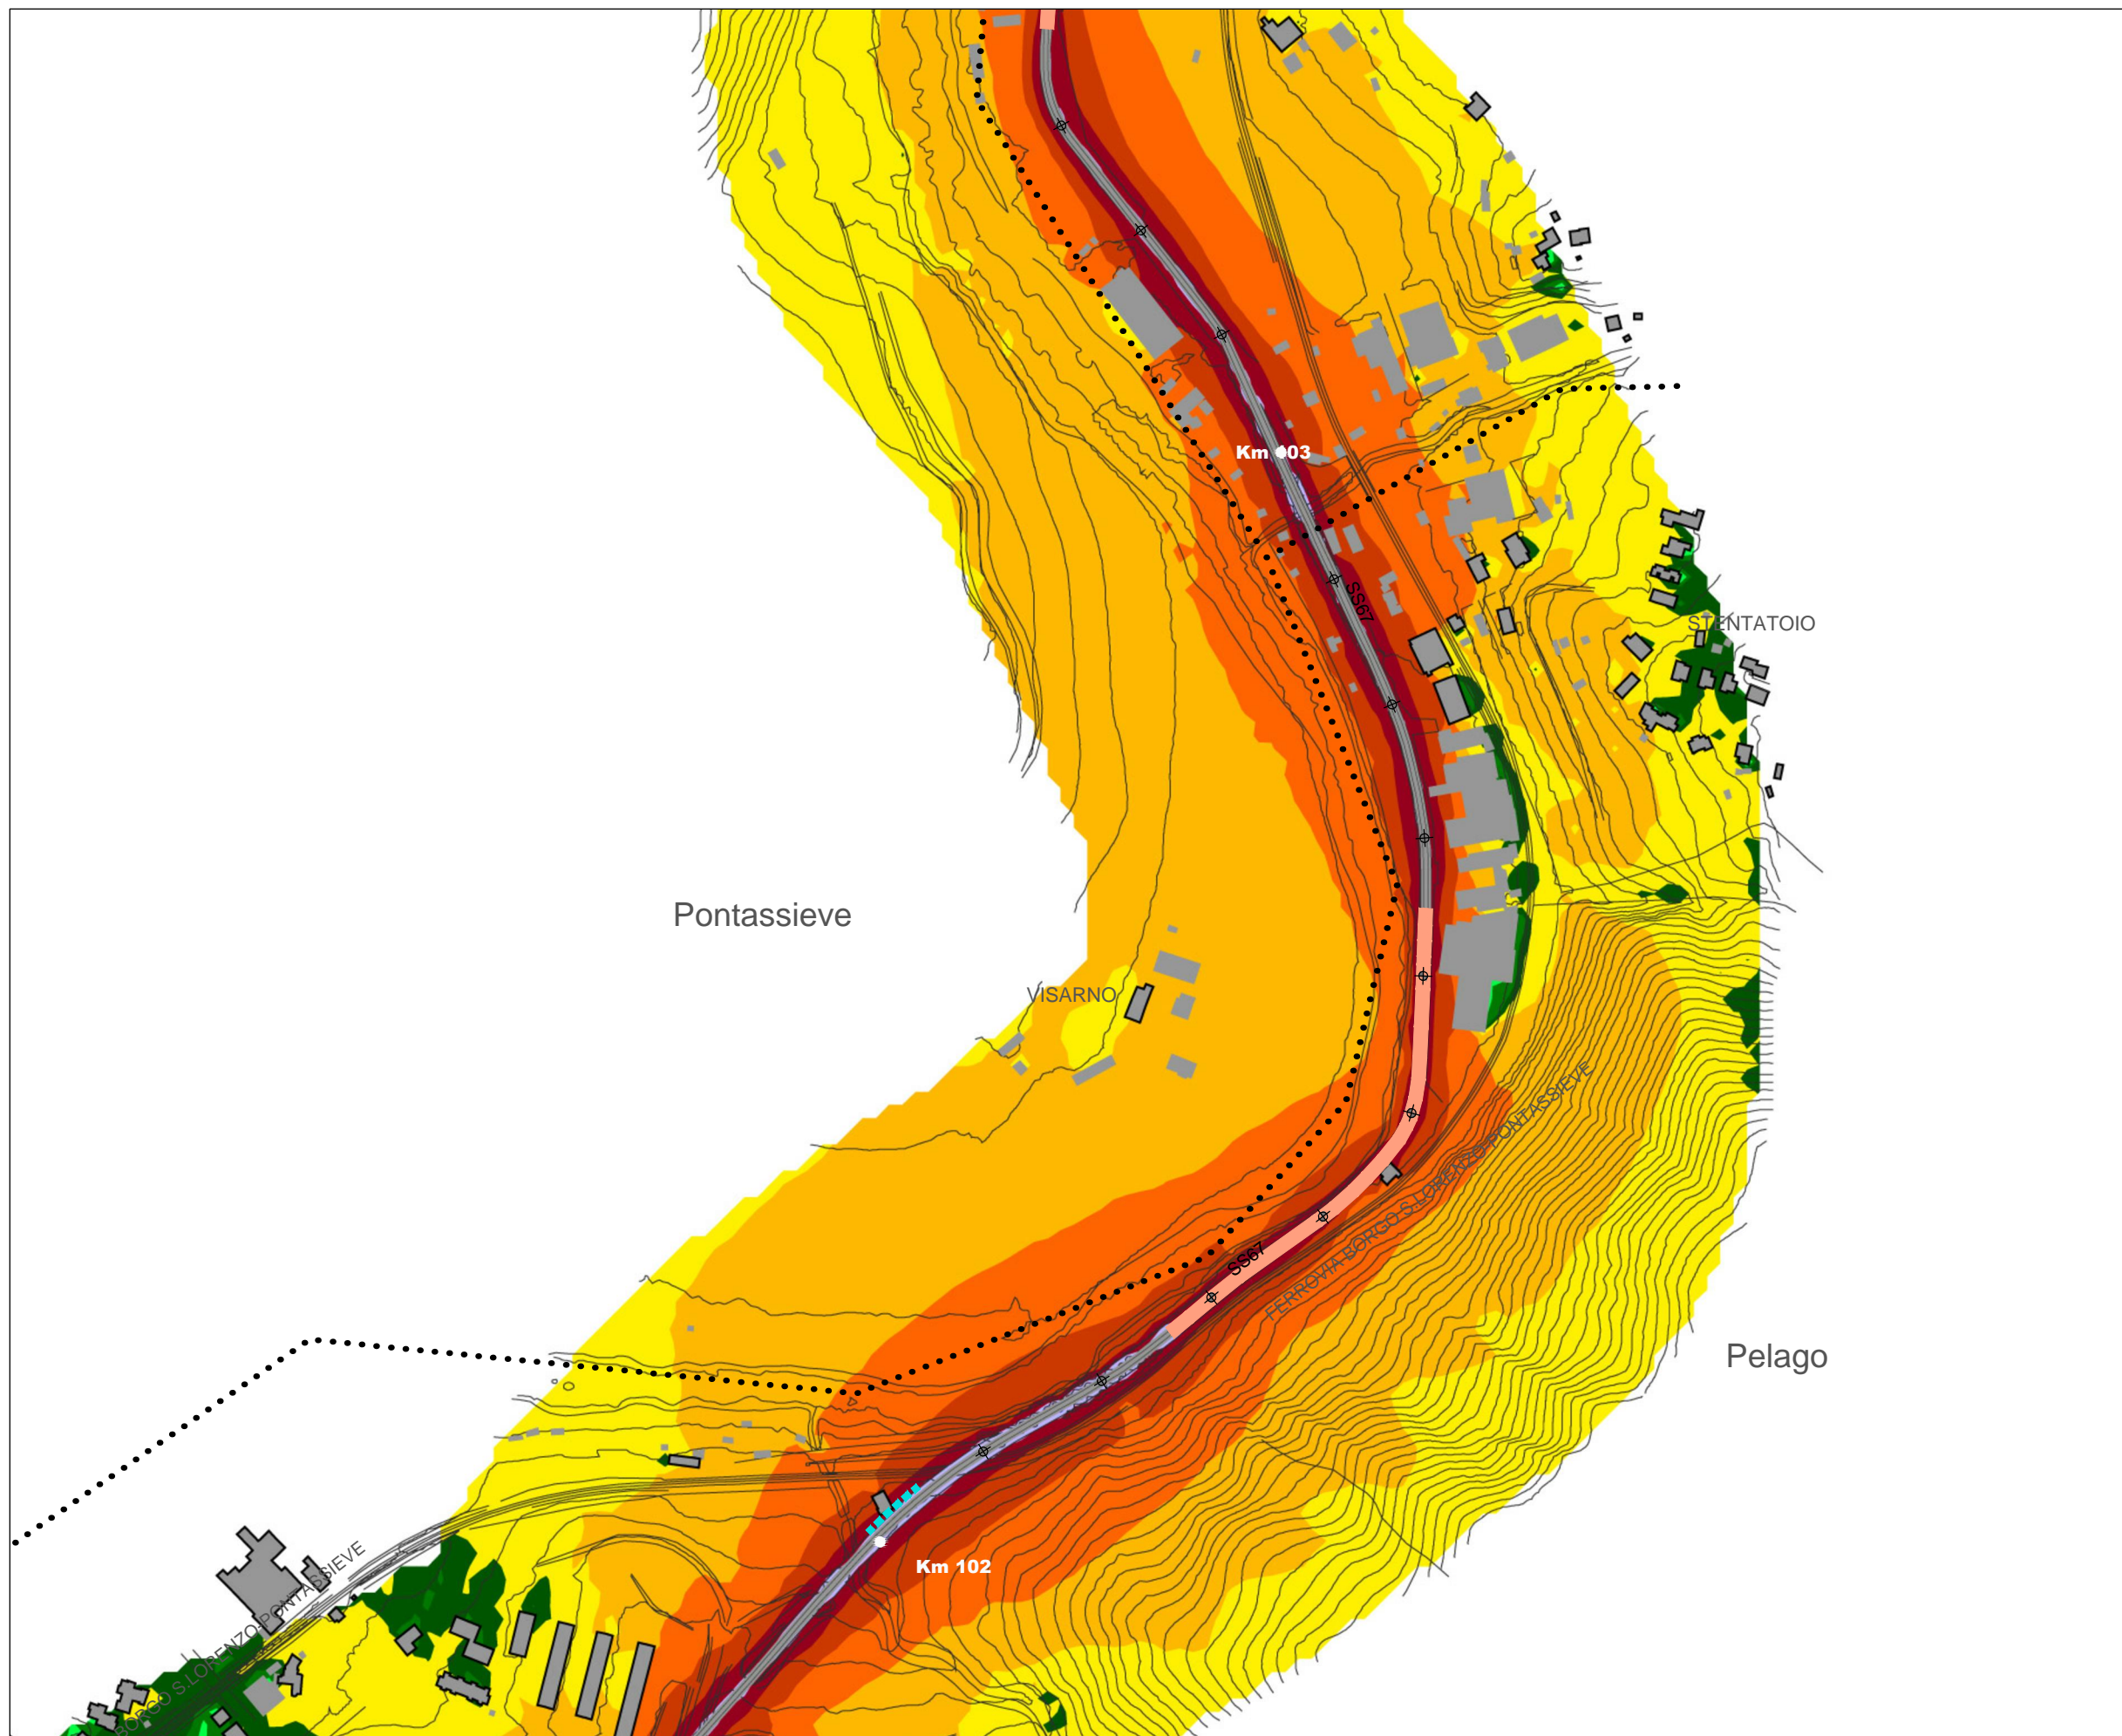 Km 103
SS67
STENTATOIO
Pontassieve
VISARNO
FERROVIA BORGO S.LORENZO-PONTASSIEVE
SS67
Pelago
Km 102
BORGO S.LORENZO-PONTASSIEVE